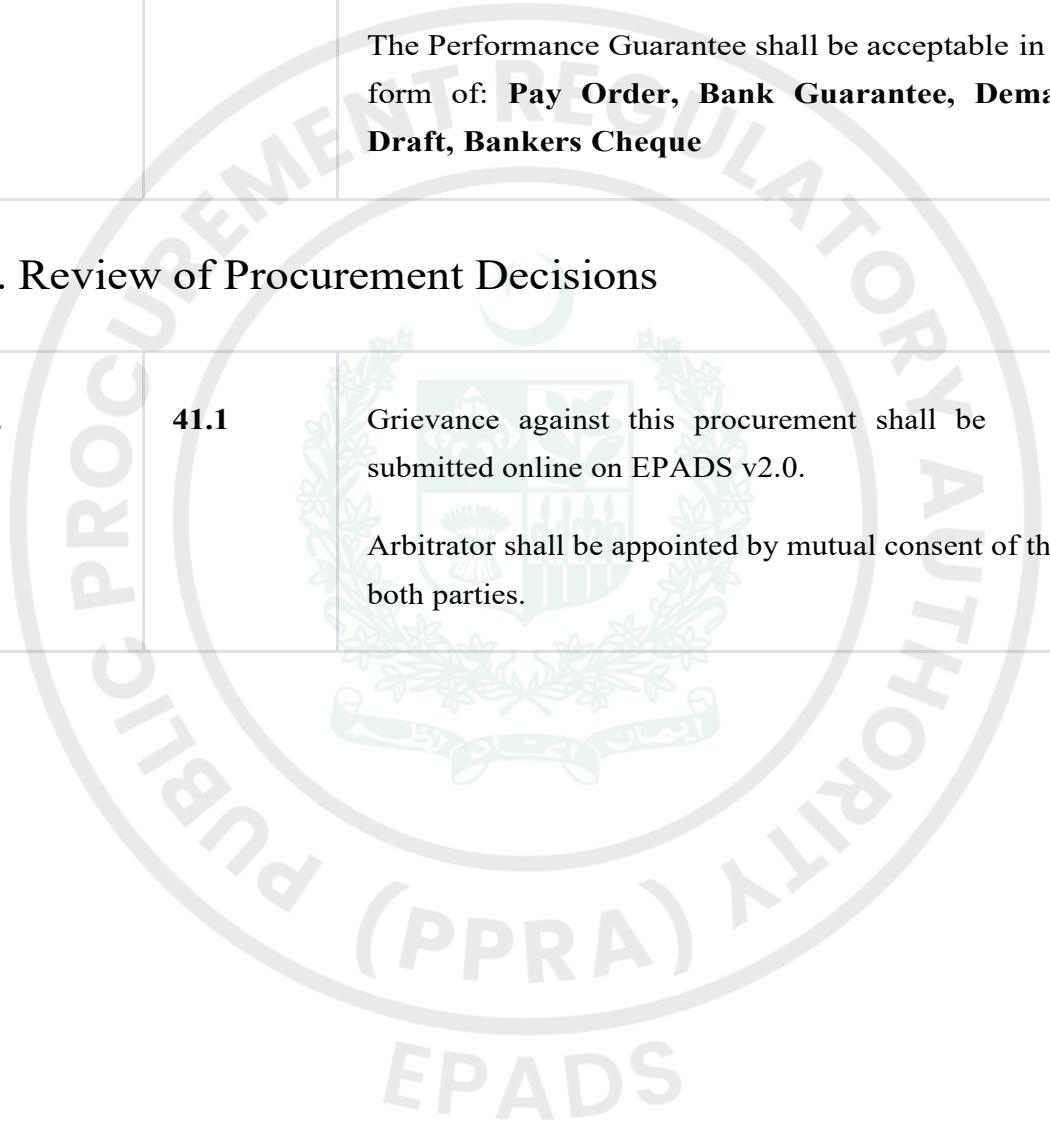 The Performance Guarantee shall be acceptable in
form of: Pay Order, Bank Guarantee, Dema
Draft, Bankers Cheque
. Review of Procurement Decisions
. 41.1 Grievance against this procurement shall be
submitted online on EPADS v2.0.
Arbitrator shall be appointed by mutual consent of th
both parties.
PUBLIC PROCUREMENT REGULATORY AUTHORITY
(PPRA)
EPADS